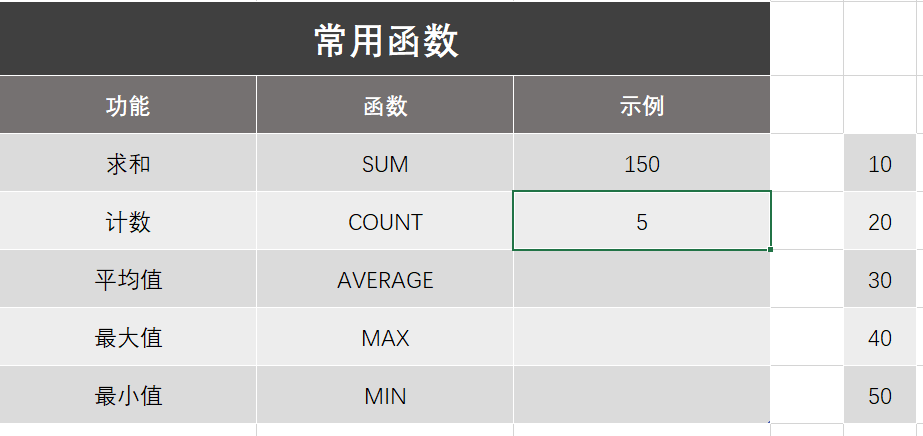 常用函数
功能 函数 示例
求和 SUM 150 10
计数 COUNT 5 20
平均值 AVERAGE 30
最大值 MAX 40
最小值 MIN 50